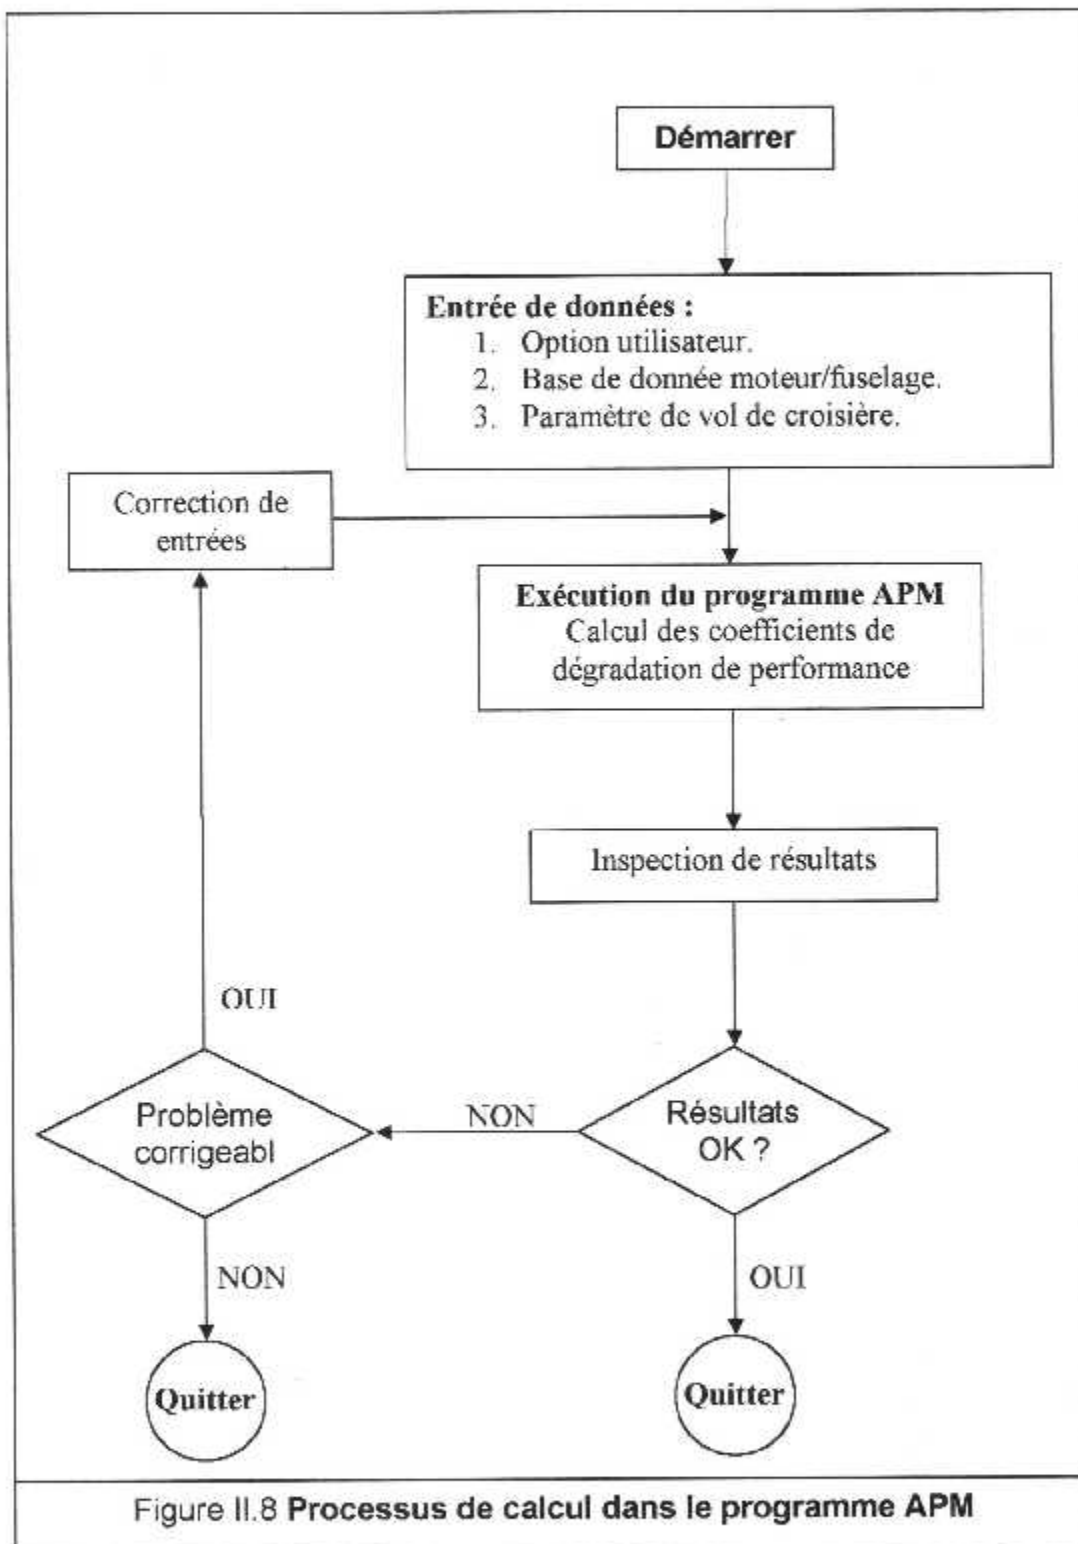 Démarrer
Entrée de données :
1. Option utilisateur.
2. Base de donnée moteur/fuselage.
3. Paramètre de vol de croisière.
Correction de
entrées
Exécution du programme APM
Calcul des coefficients de
dégradation de performance
Inspection de résultats
OUI
Problème
corrigeabl
NON
Résultats
OK ?
NON
OUI
Quitter
Quitter
Figure II.8 Processus de calcul dans le programme APM